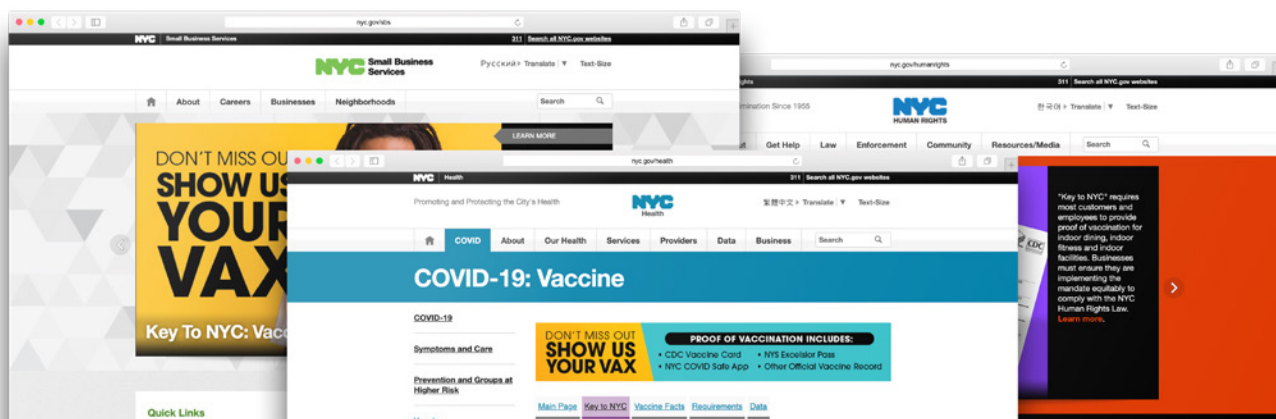 nyc.gov/sbs
NYC Small Business Services
311 Search all NYC.gov websites
NYC Small Business
Services
Русский ▸ Translate | ▼ Text-Size
About Careers Businesses Neighborhoods
Search
LEARN MORE
DON'T MISS OU
SHOW US
YOUR
VAX
Key To NYC: Vacc
Quick Links
nyc.gov/humanrights
ights
311 Search all NYC.gov websites
mination Since 1955
NYC
HUMAN RIGHTS
한국어 ▸ Translate | ▼ Text-Size
ut Get Help Law Enforcement Community Resources/Media
Search
CDC
"Key to NYC" requires
most customers and
employees to provide
proof of vaccination for
indoor dining, indoor
fitness and indoor
facilities. Businesses
must ensure they are
implementing the
mandate equitably to
comply with the NYC
Human Rights Law.
Learn more.
nyc.gov/health
NYC Health
311 Search all NYC.gov websites
Promoting and Protecting the City's Health
NYC
Health
繁體中文 ▸ Translate | ▼ Text-Size
COVID About Our Health Services Providers Data Business
Search
COVID-19: Vaccine
COVID-19
Symptoms and Care
Prevention and Groups at
Higher Risk
DON'T MISS OUT
SHOW US
YOUR VAX
PROOF OF VACCINATION INCLUDES:
• CDC Vaccine Card • NYS Excelsior Pass
• NYC COVID Safe App • Other Official Vaccine Record
Main Page Key to NYC Vaccine Facts Requirements Data